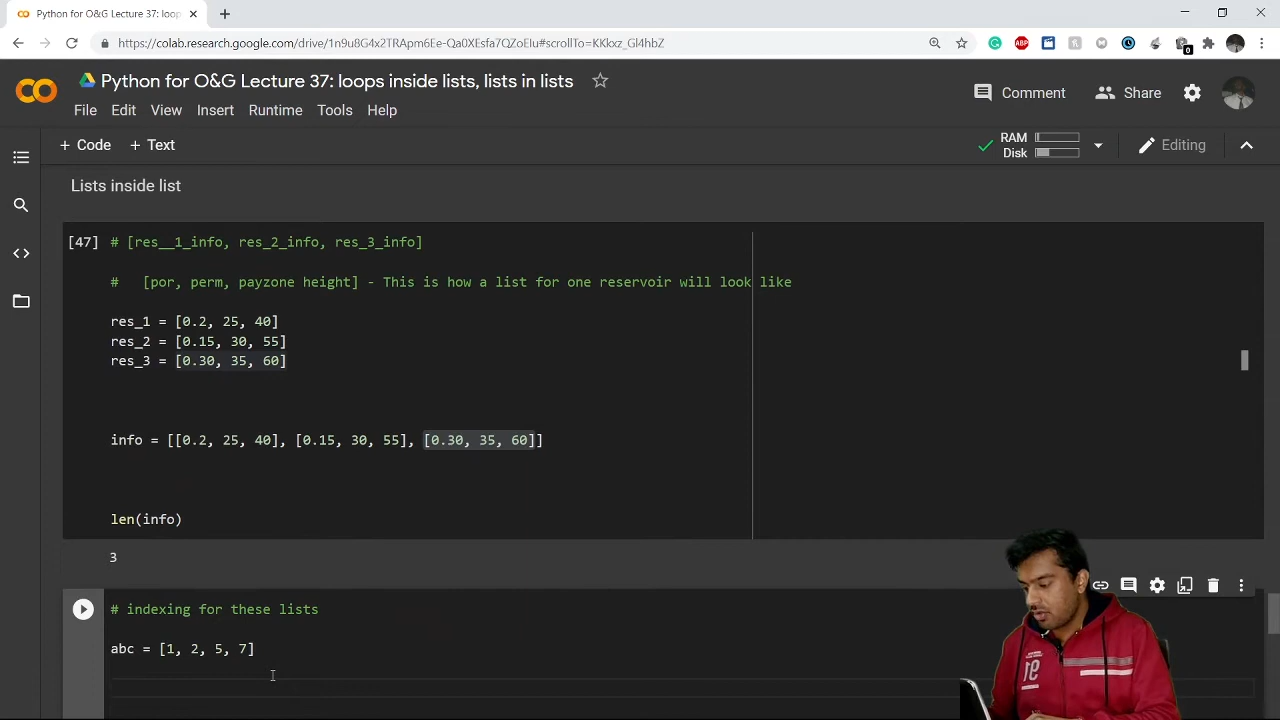 Python for O&G Lecture 37: loop
https://colab.research.google.com/drive/
Python for O&G Lecture 37: loops inside lists, lists in lists
File Edit View Insert Runtime Tools Help
Comment Share
+ Code + Text
RAM
Disk
Editing
Lists inside list
[47] # [res__1_info, res_2_info, res_3_info]
# [por, perm, payzone height] - This is how a list for one reservoir will look like
res_1 = [0.2, 25, 40]
res_2 = [0.15, 30, 55]
res_3 = [0.30, 35, 60]
info = [[0.2, 25, 40], [0.15, 30, 55], [0.30, 35, 60]]
len(info)
3
# indexing for these lists
abc = [1, 2, 5, 7]